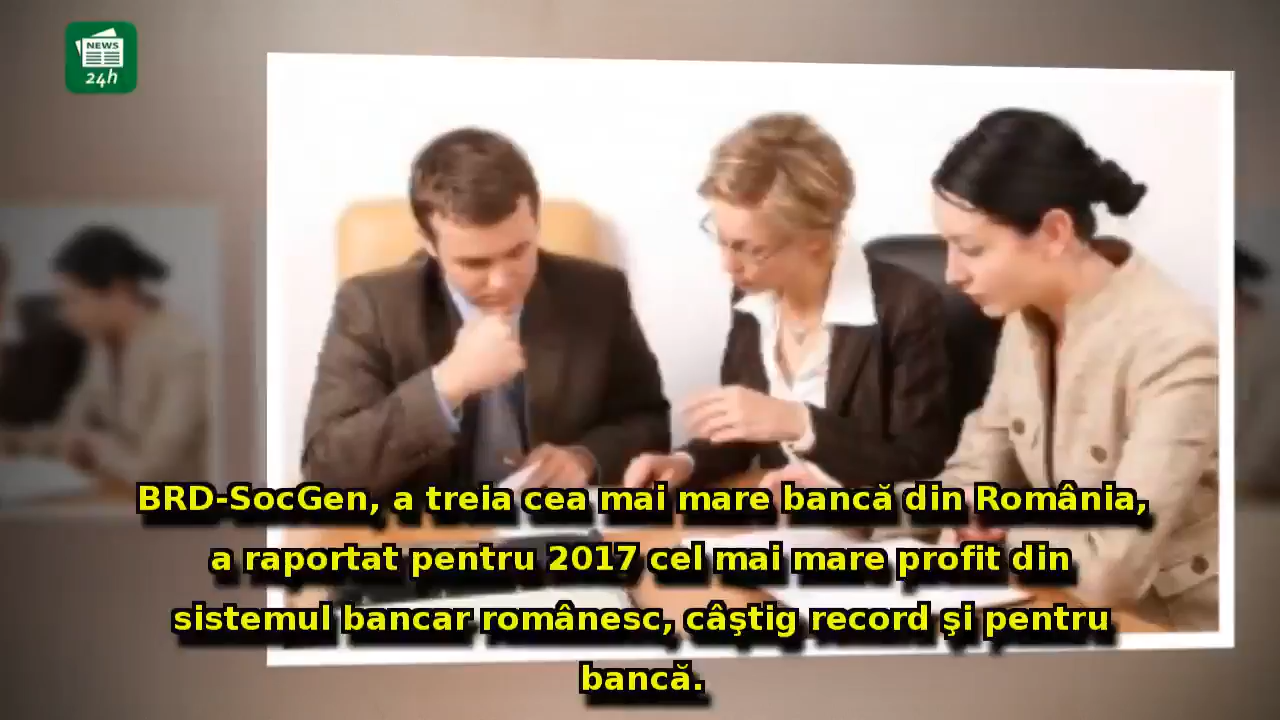 NEWS
24h
BRD-SocGen, a treia cea mai mare bancă din România,
a raportat pentru 2017 cel mai mare profit din
sistemul bancar românesc, câştig record şi pentru
bancă.